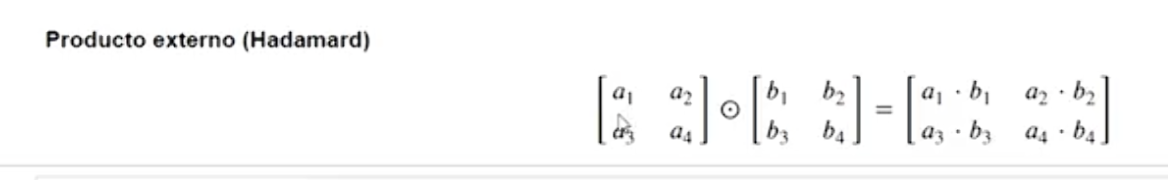 Producto externo (Hadamard)
[a₁ a₂] ⊙ [b₁ b₂] = [a₁ · b₁ a₂ · b₂]
[a₃ a₄] [b₃ b₄] [a₃ · b₃ a₄ · b₄]